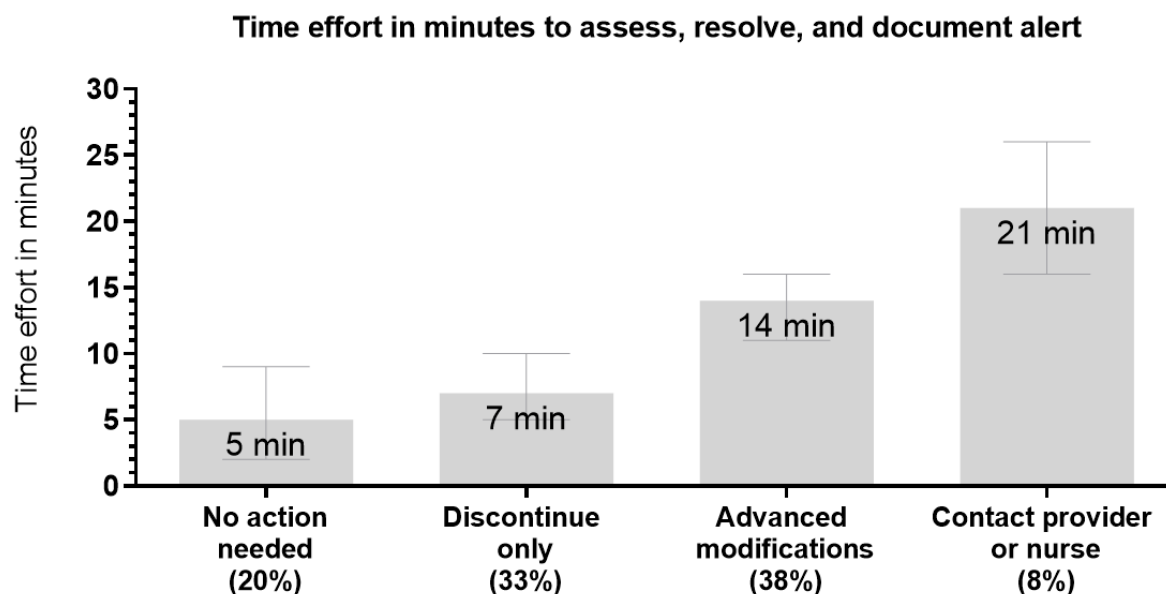 Time effort in minutes to assess, resolve, and document alert
Time effort in minutes
30
25
20
15
10
5
0
5 min
7 min
14 min
21 min
No action
needed
(20%)
Discontinue
only
(33%)
Advanced
modifications
(38%)
Contact provider
or nurse
(8%)